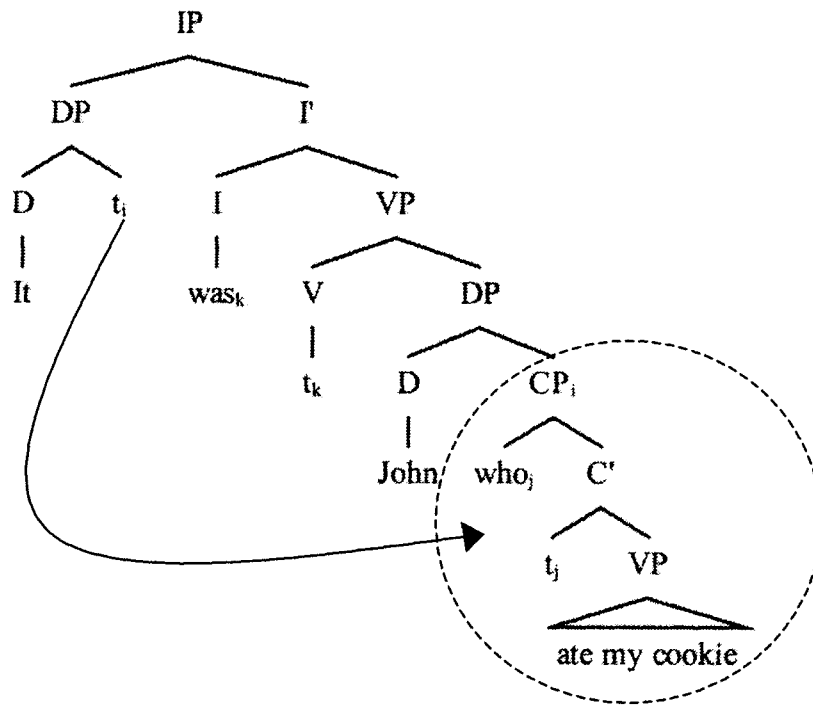 IP
DP I'
D t_i I VP
It was_k V DP
t_k D CP_i
John who_j C'
t_j VP
ate my cookie